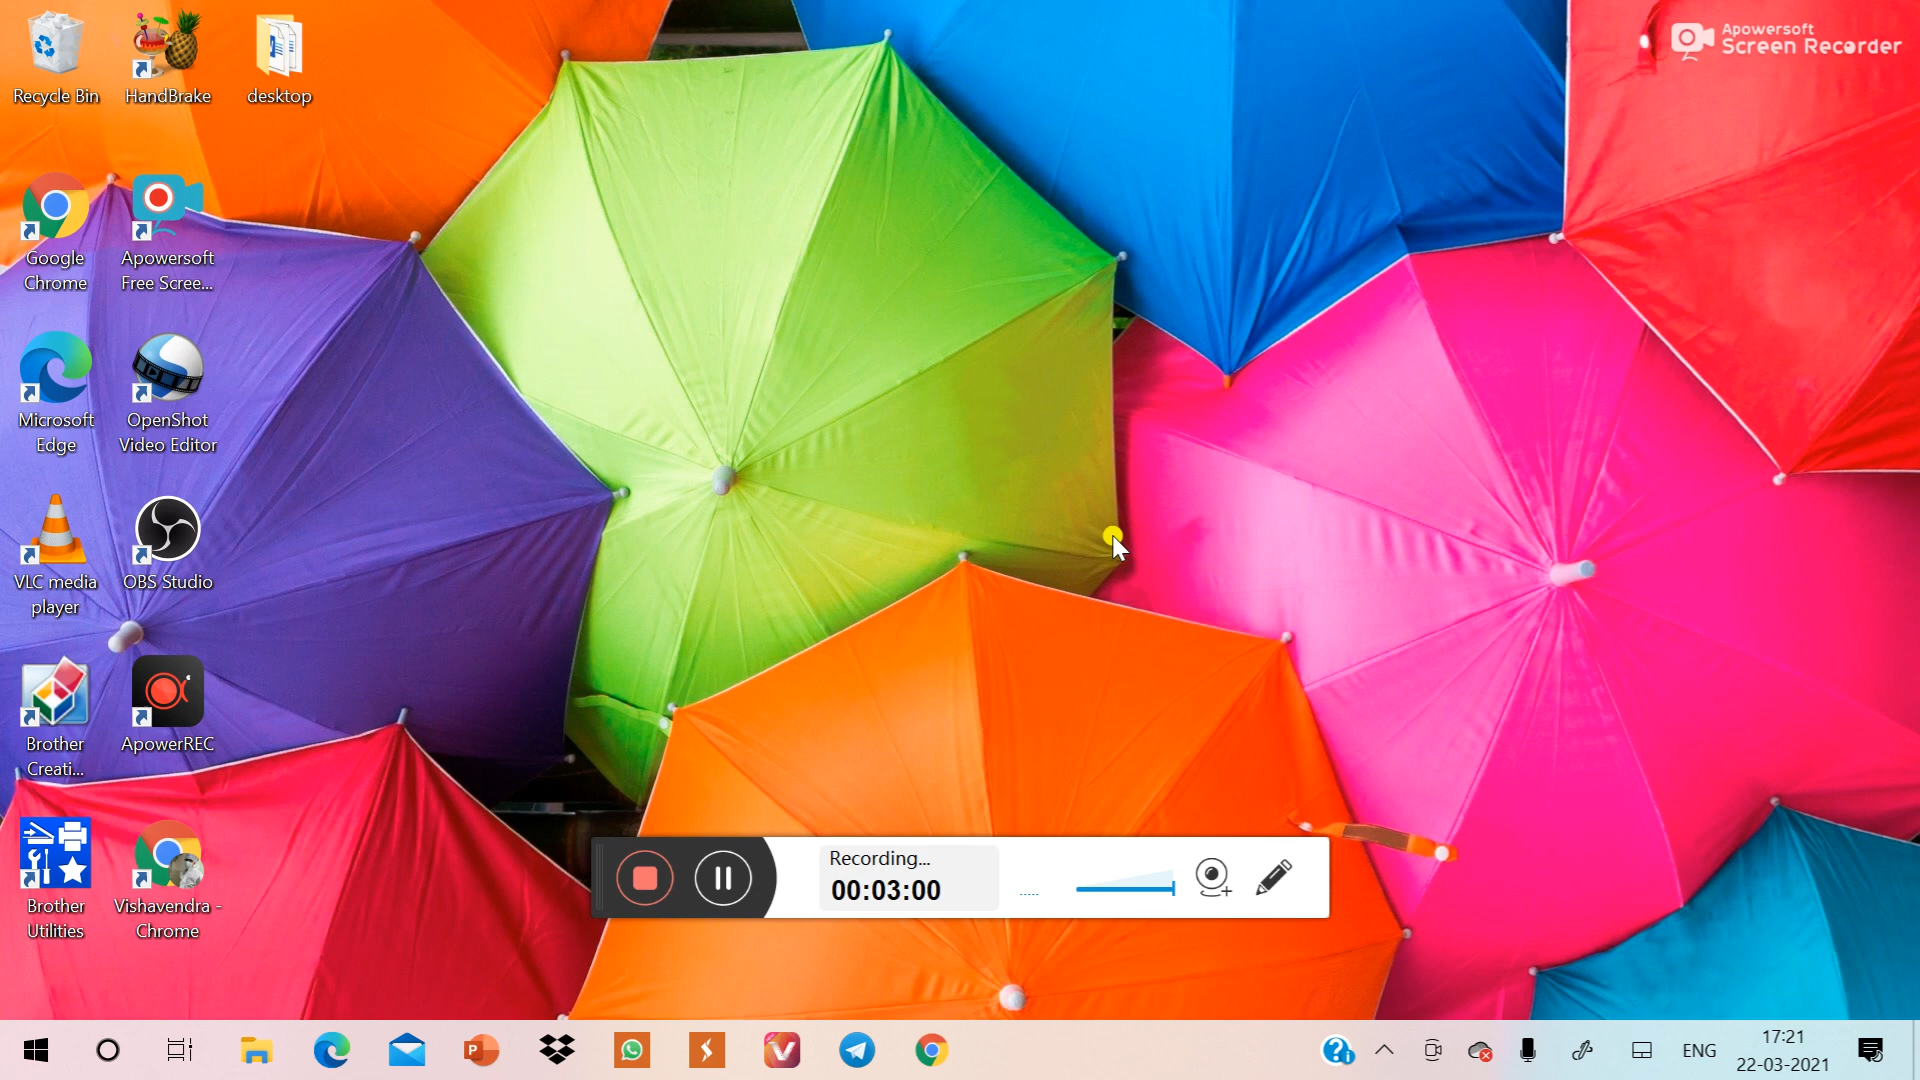 Apowersoft
Screen Recorder
Recycle Bin
HandBrake
desktop
Google
Chrome
Apowersoft
Free Scree...
Microsoft
Edge
OpenShot
Video Editor
VLC media
player
OBS Studio
Brother
Creati...
ApowerREC
Brother
Utilities
Vishavendra -
Chrome
Recording...
00:03:00
ENG
17:21
22-03-2021